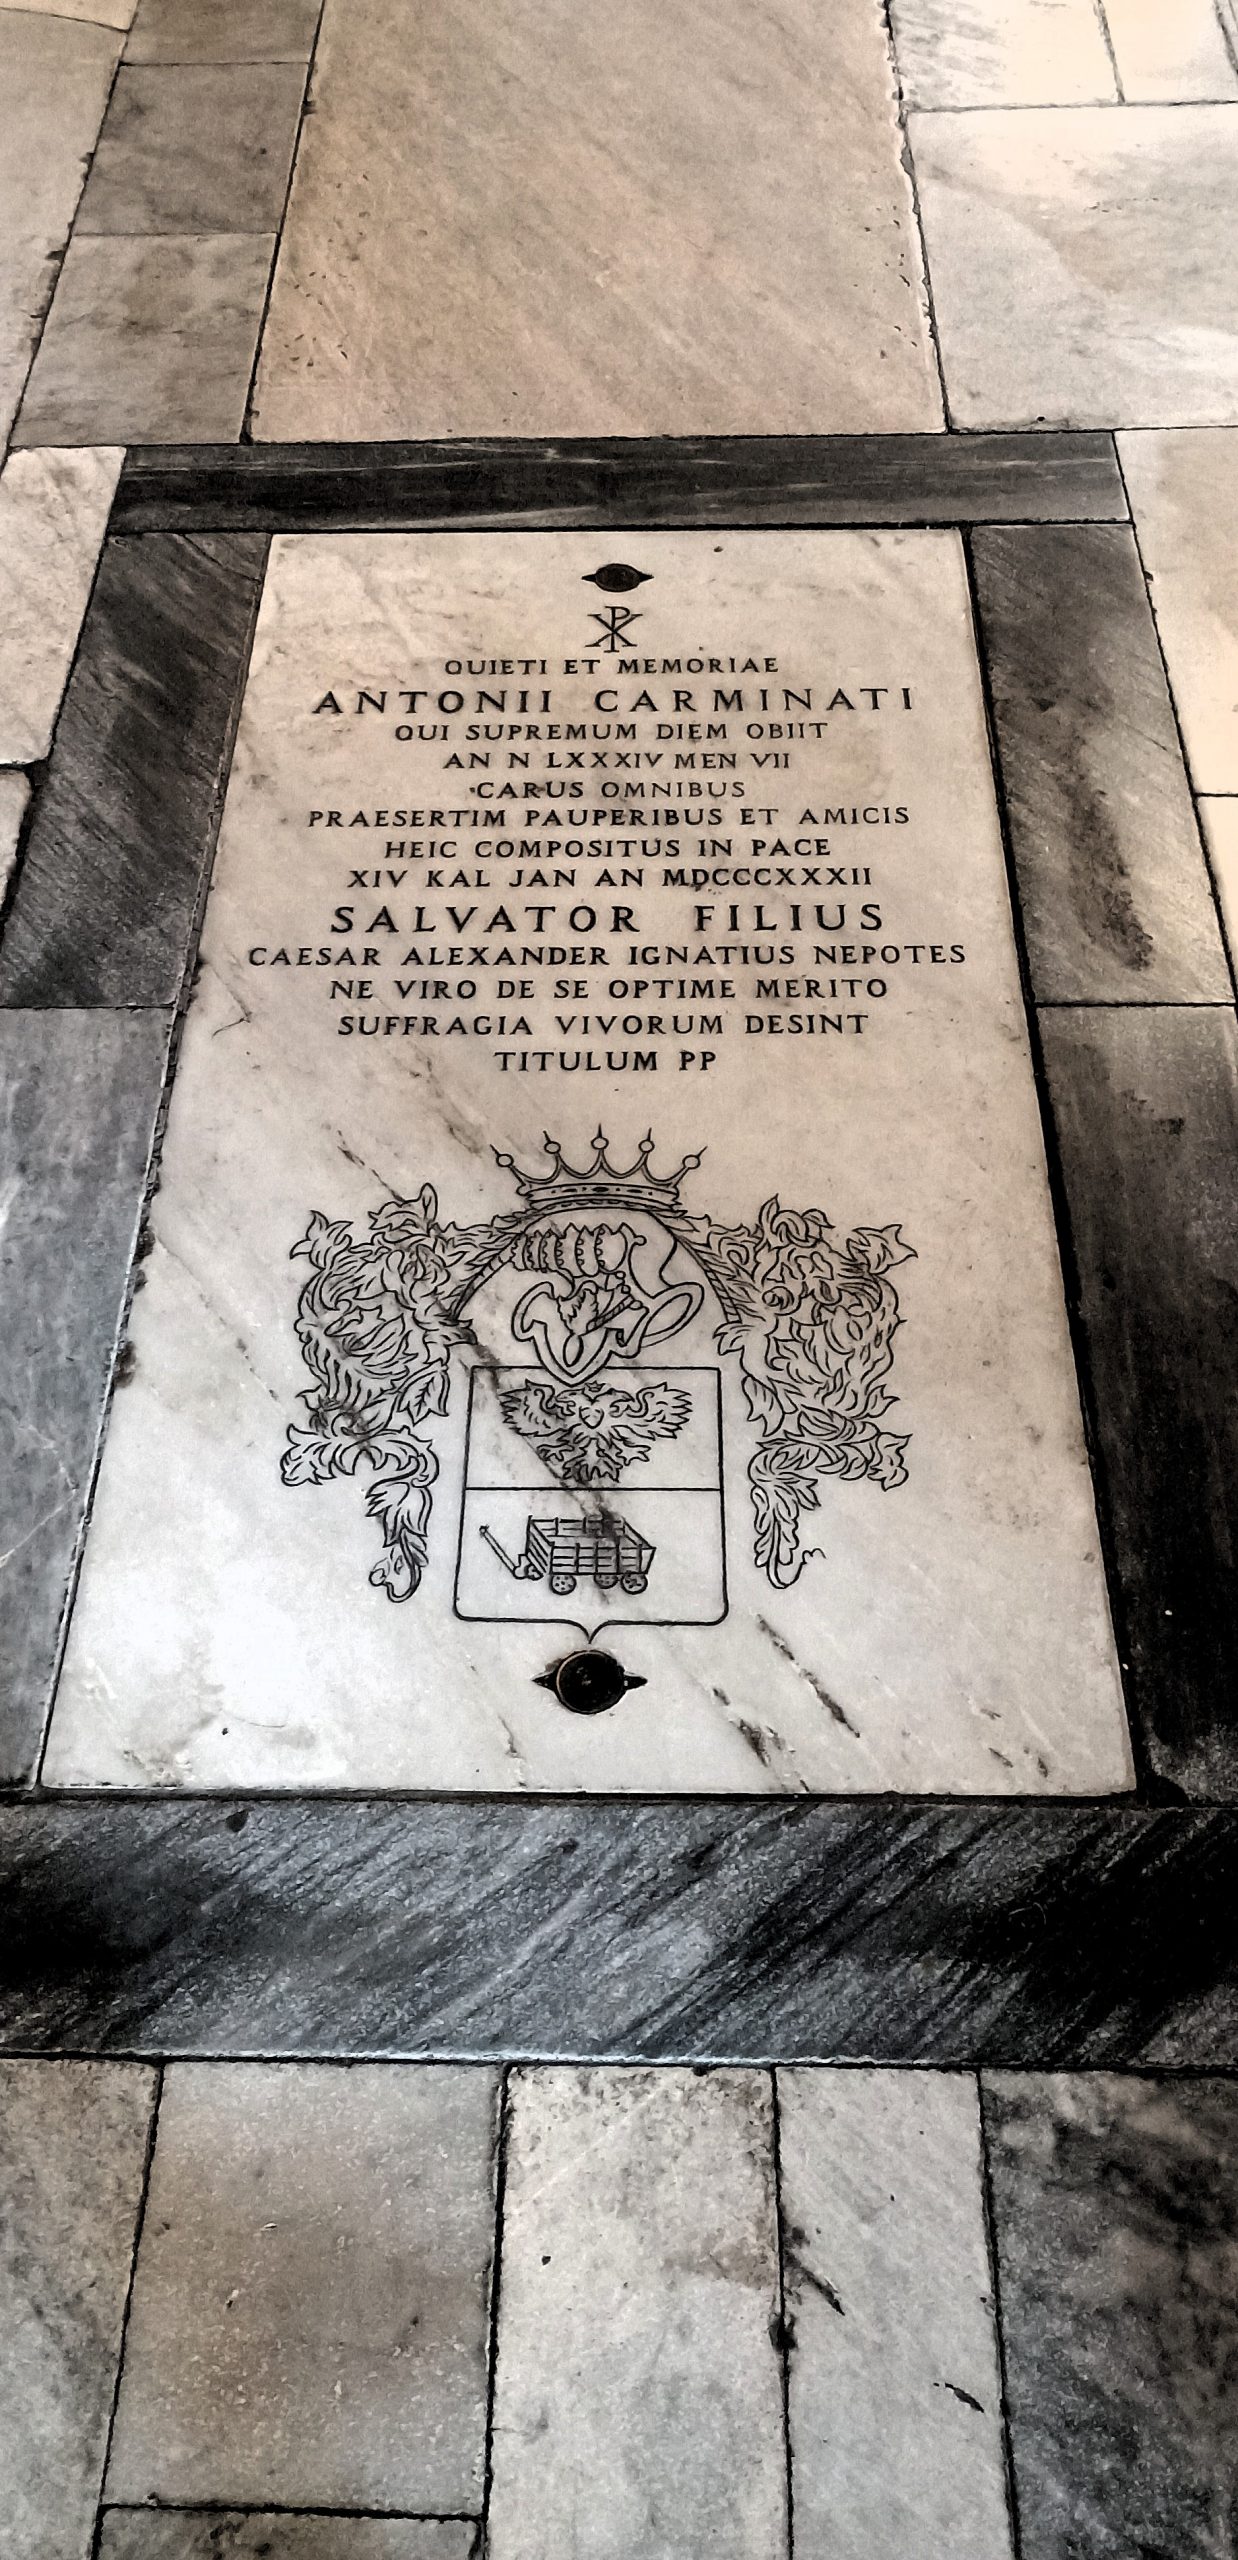 ☧
QUIETI ET MEMORIAE
ANTONII CARMINATI
QUI SUPREMUM DIEM OBIIT
AN N LXXXIV MEN VII
CARUS OMNIBUS
PRAESERTIM PAUPERIBUS ET AMICIS
HEIC COMPOSITUS IN PACE
XIV KAL JAN AN MDCCCXXXII
SALVATOR FILIUS
CAESAR ALEXANDER IGNATIUS NEPOTES
NE VIRO DE SE OPTIME MERITO
SUFFRAGIA VIVORUM DESINT
TITULUM PP